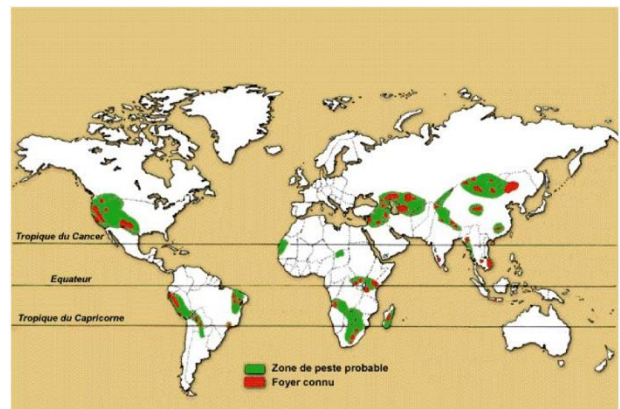 Tropique du Cancer
Equateur
Tropique du Capricorne
Zone de peste probable
Foyer connu